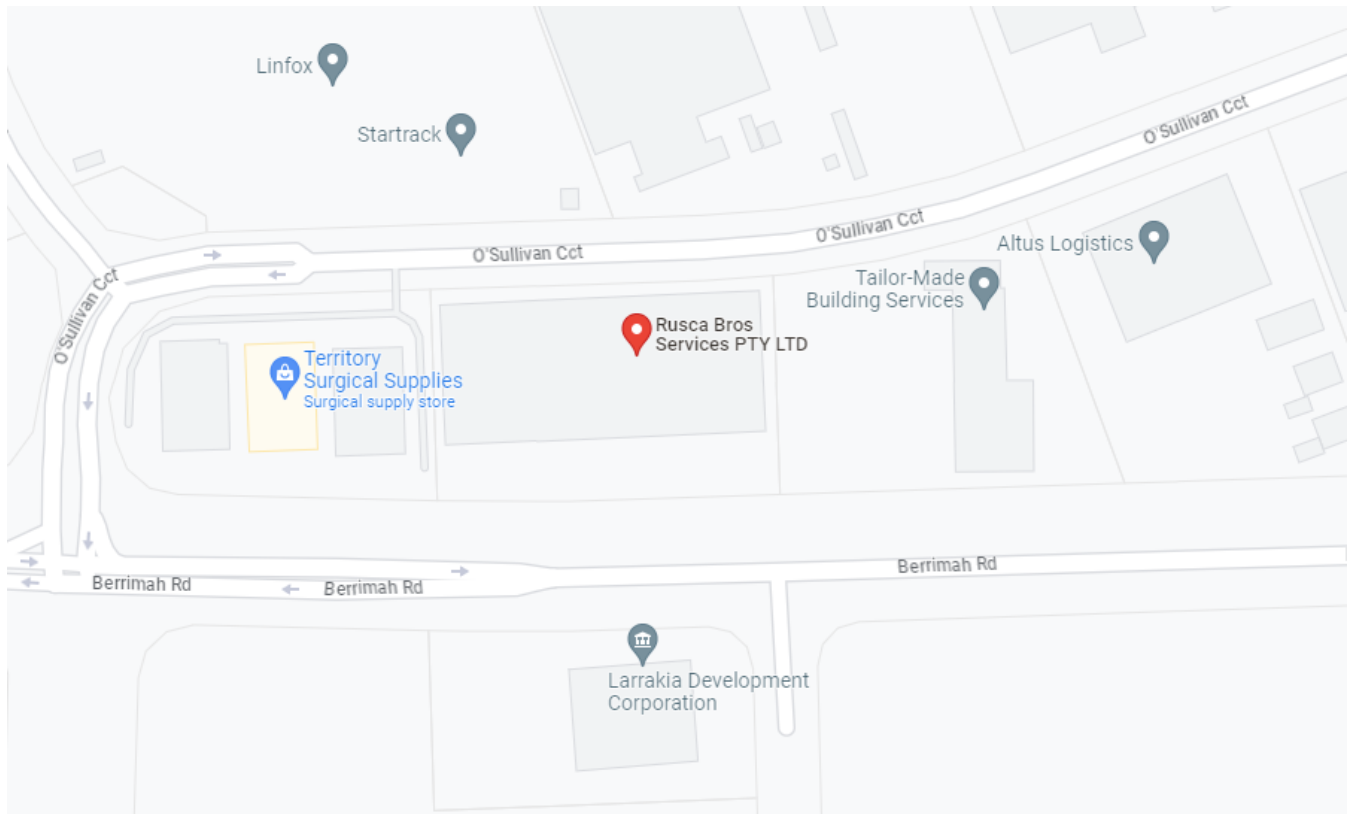 Linfox
Startrack
O'Sullivan Cct
O'Sullivan Cct
O'Sullivan Cct
Altus Logistics
O'Sullivan Cct
Tailor-Made
Building Services
Rusca Bros
Services PTY LTD
Territory
Surgical Supplies
Surgical supply store
Berrimah Rd
Berrimah Rd
Berrimah Rd
Larrakia Development
Corporation